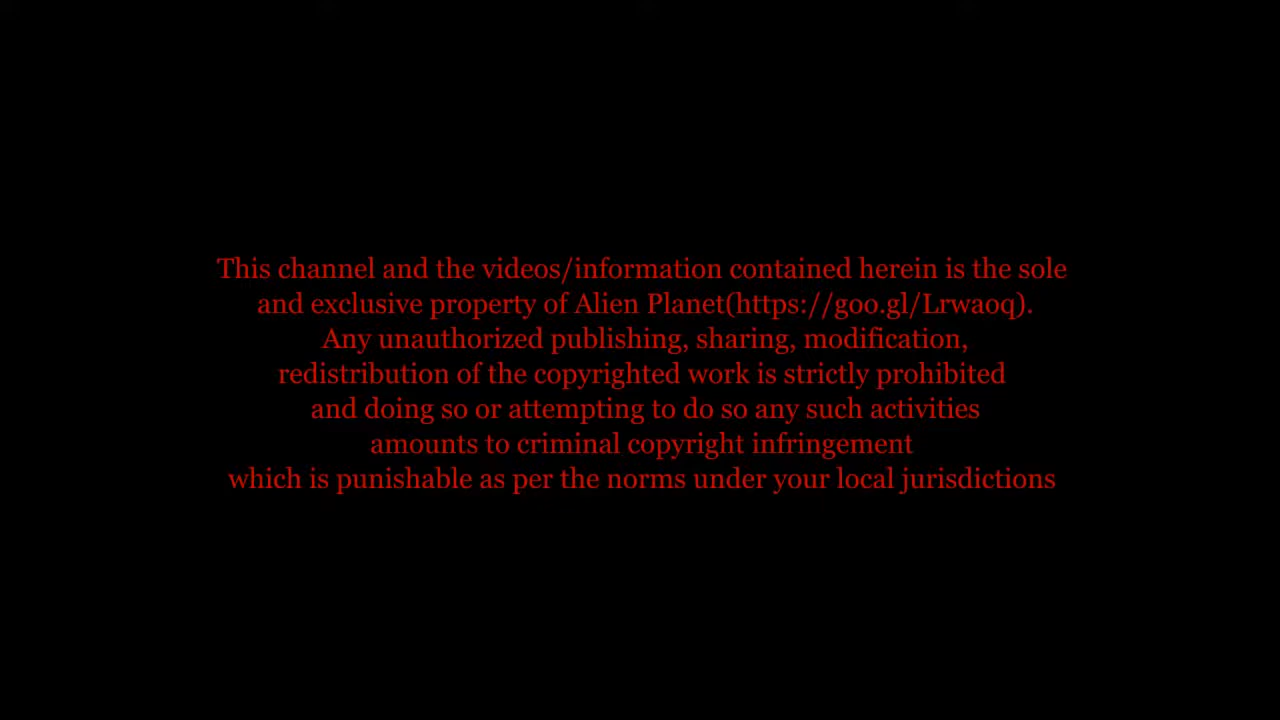 This channel and the videos/information contained herein is the sole
and exclusive property of Alien Planet(https://goo.gl/Lrwaoq).
Any unauthorized publishing, sharing, modification,
redistribution of the copyrighted work is strictly prohibited
and doing so or attempting to do so any such activities
amounts to criminal copyright infringement
which is punishable as per the norms under your local jurisdictions